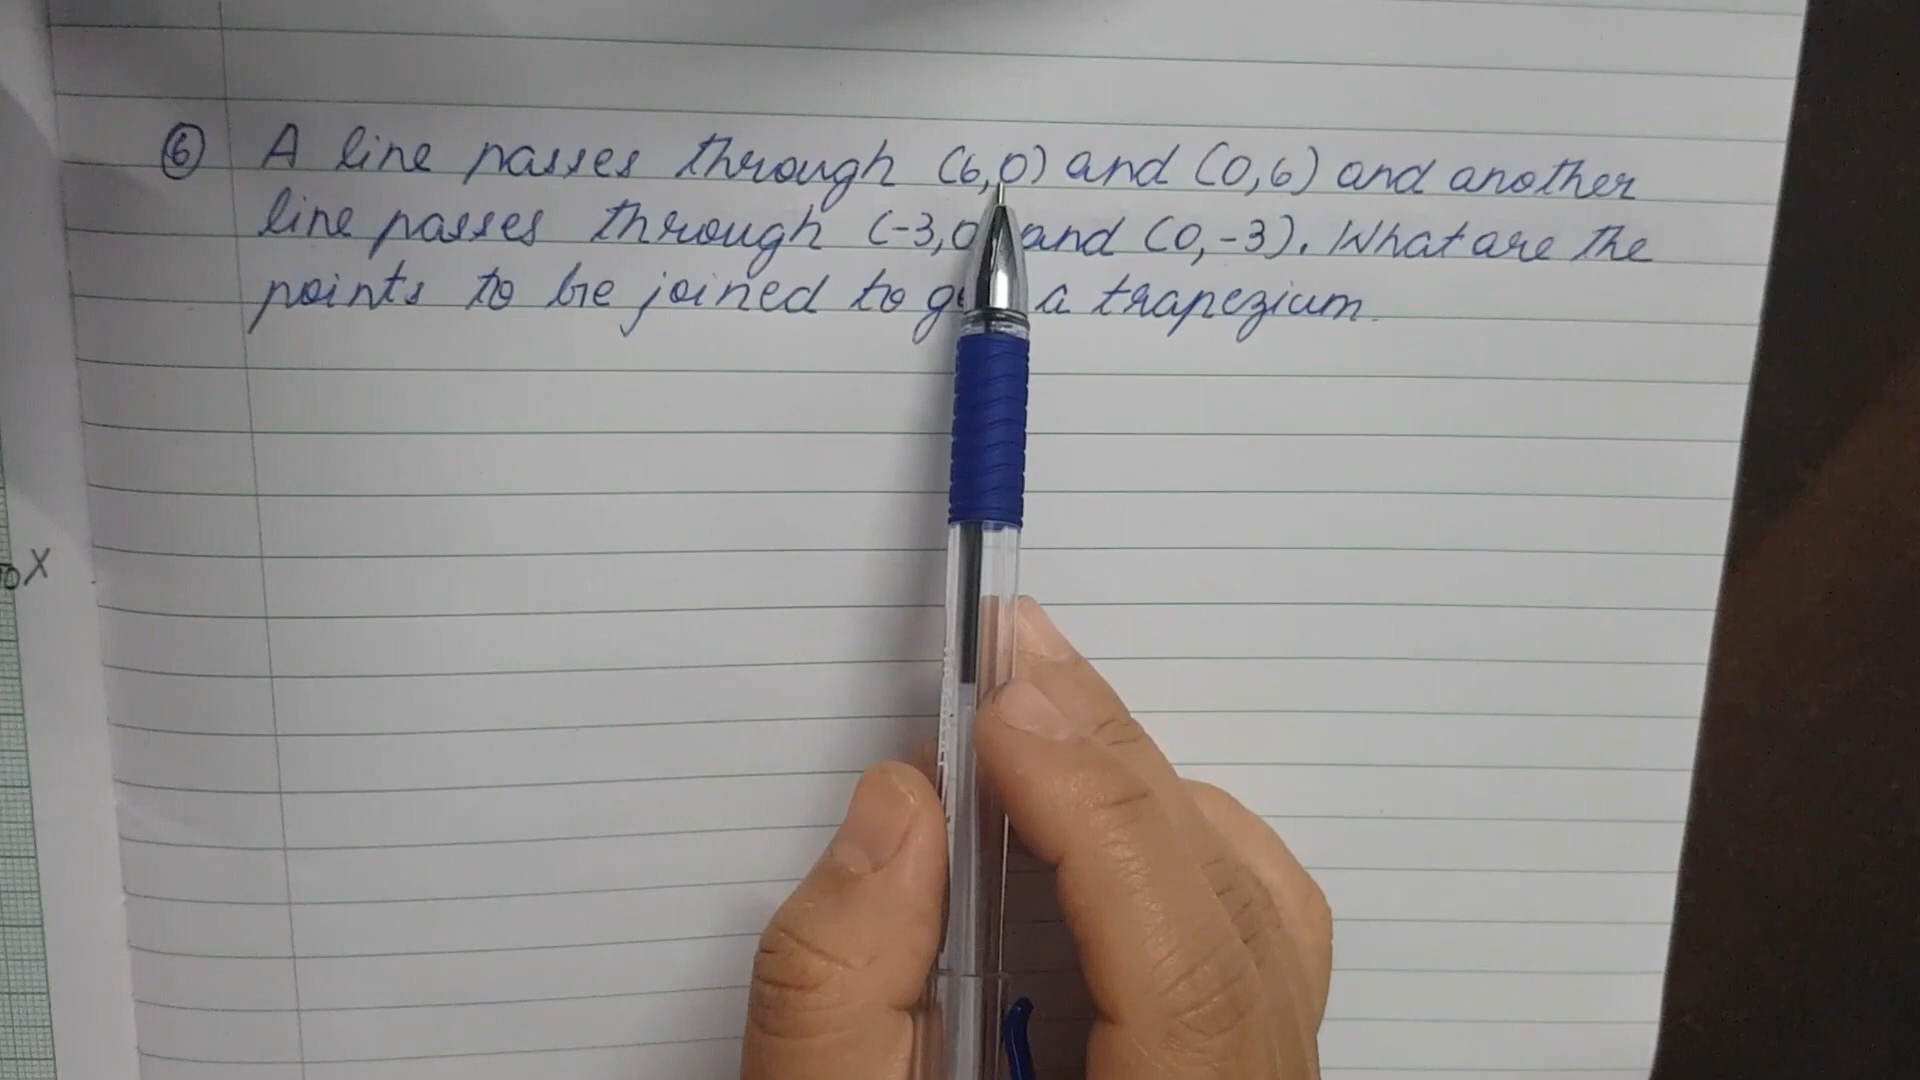 ⑥ A line passes through (6,0) and (0,6) and another
line passes through (-3,0 and (0,-3). What are the
points to be joined to a trapezium.
X